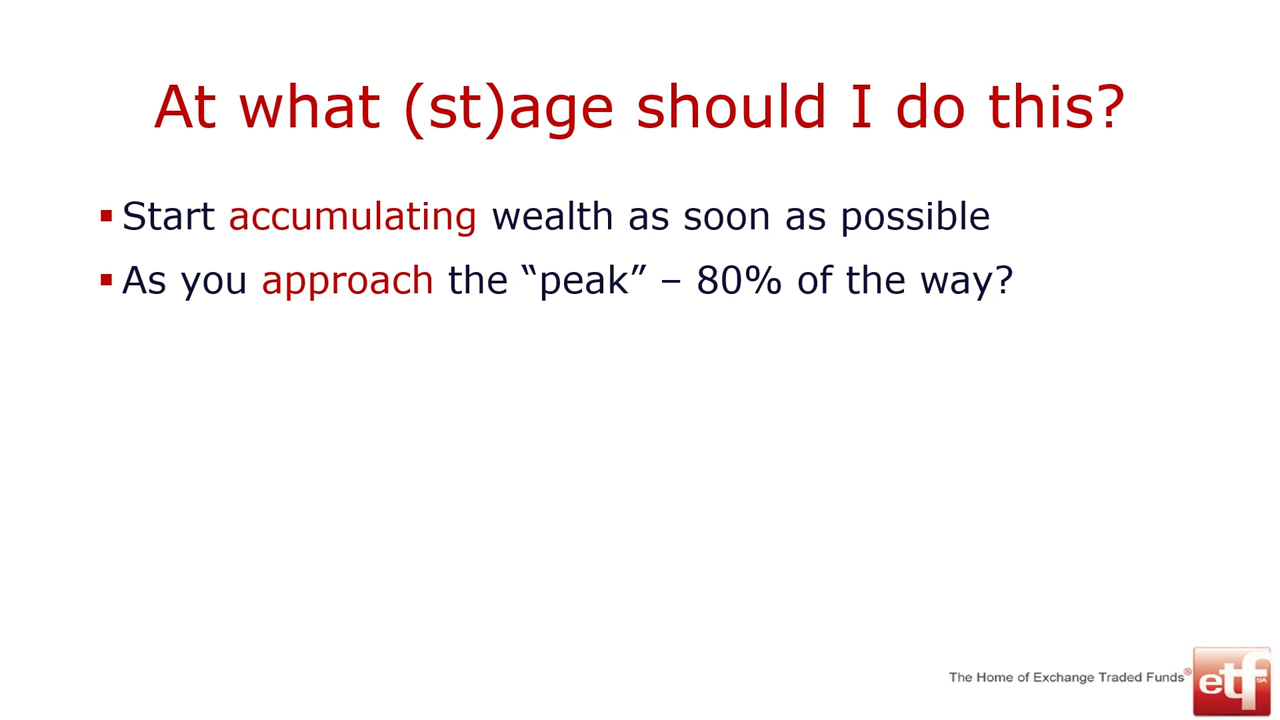 At what (st)age should I do this?
Start accumulating wealth as soon as possible
As you approach the “peak” – 80% of the way?
The Home of Exchange Traded Funds®
etf
SA